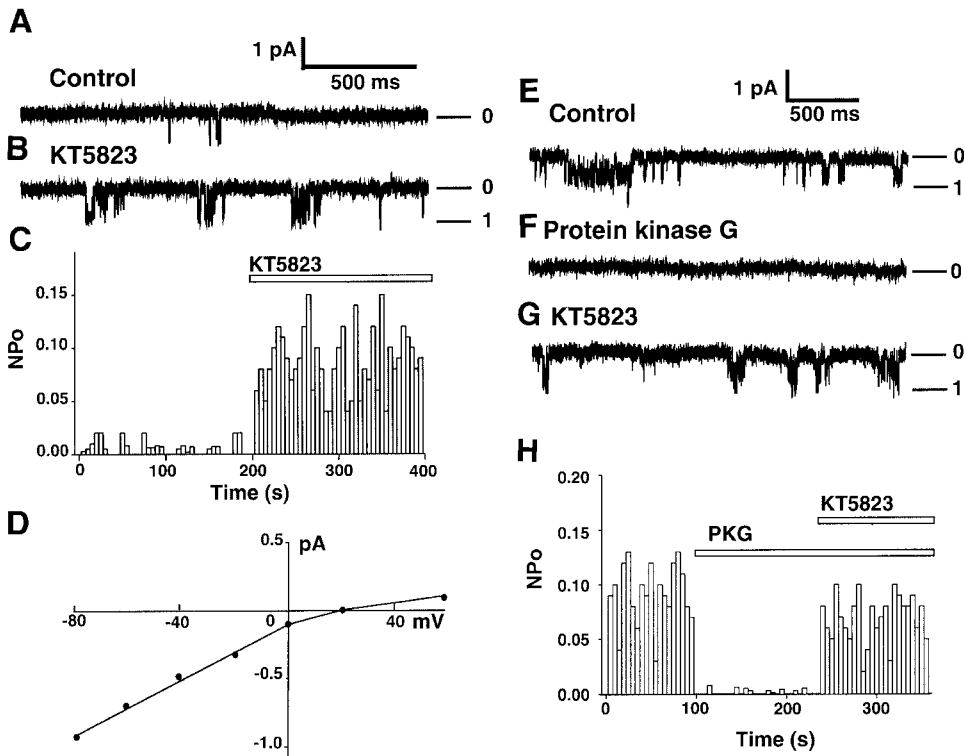 A
1 pA
500 ms
Control
0
B KT5823
0
1
C
KT5823
0.15
0.10
0.05
0.00
NPo
0 100 200 300 400
Time (s)
D
0.5 pA
-80 -40 0 40 mV
-0.5
-1.0
E Control
1 pA
500 ms
0
1
F Protein kinase G
0
G KT5823
0
1
H
0.20
0.15
0.10
0.05
0.00
NPo
KT5823
PKG
0 100 200 300
Time (s)